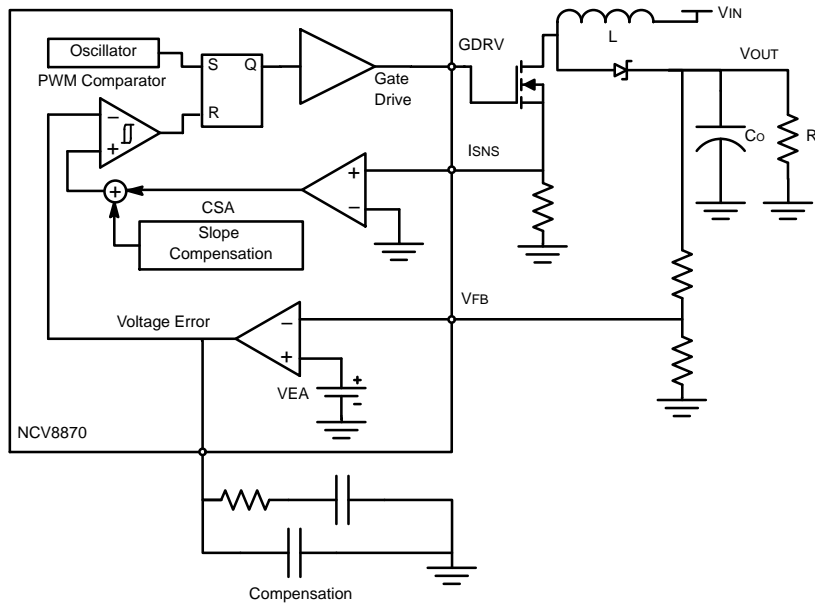 VIN
L
Oscillator
PWM Comparator
S Q
R
GDRV
Gate
Drive
VOUT
CO
R
ISNS
−
+
+
+
−
CSA
Slope
Compensation
VFB
Voltage Error
−
+
VEA
+
−
NCV8870
Compensation